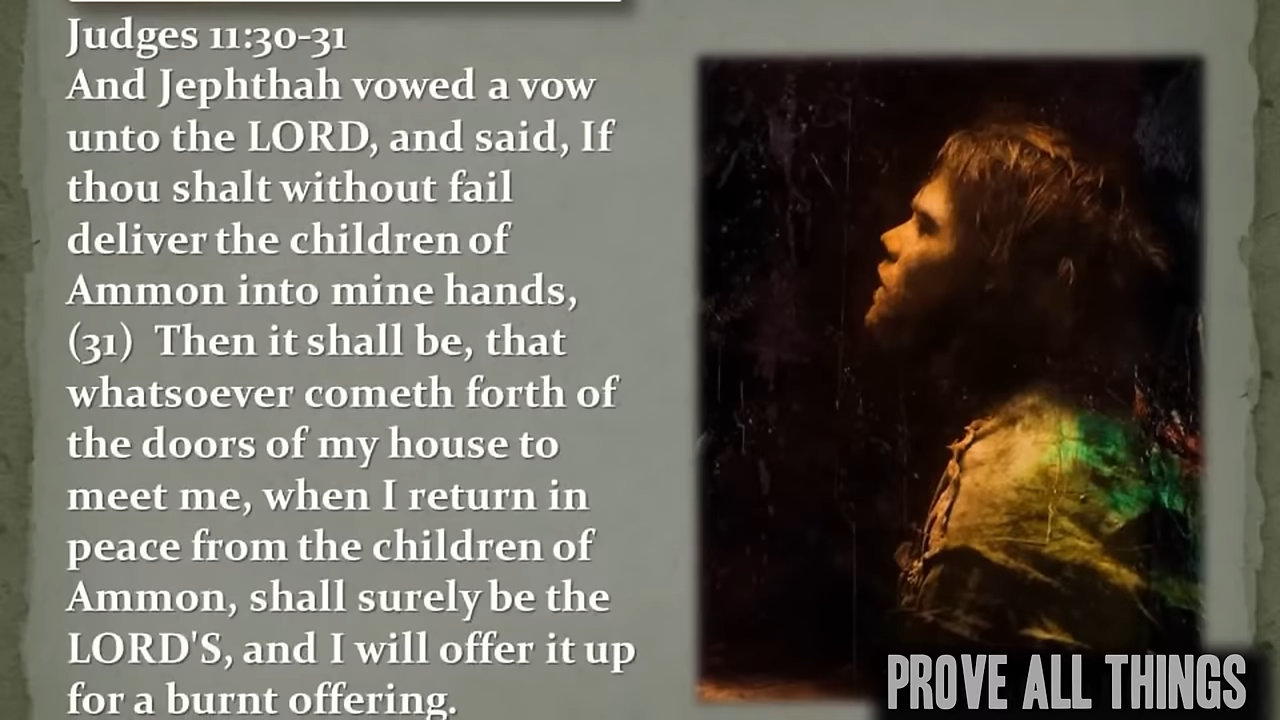 Judges 11:30-31
And Jephthah vowed a vow
unto the LORD, and said, If
thou shalt without fail
deliver the children of
Ammon into mine hands,
(31)  Then it shall be, that
whatsoever cometh forth of
the doors of my house to
meet me, when I return in
peace from the children of
Ammon, shall surely be the
LORD'S, and I will offer it up
for a burnt offering.
PROVE ALL THINGS